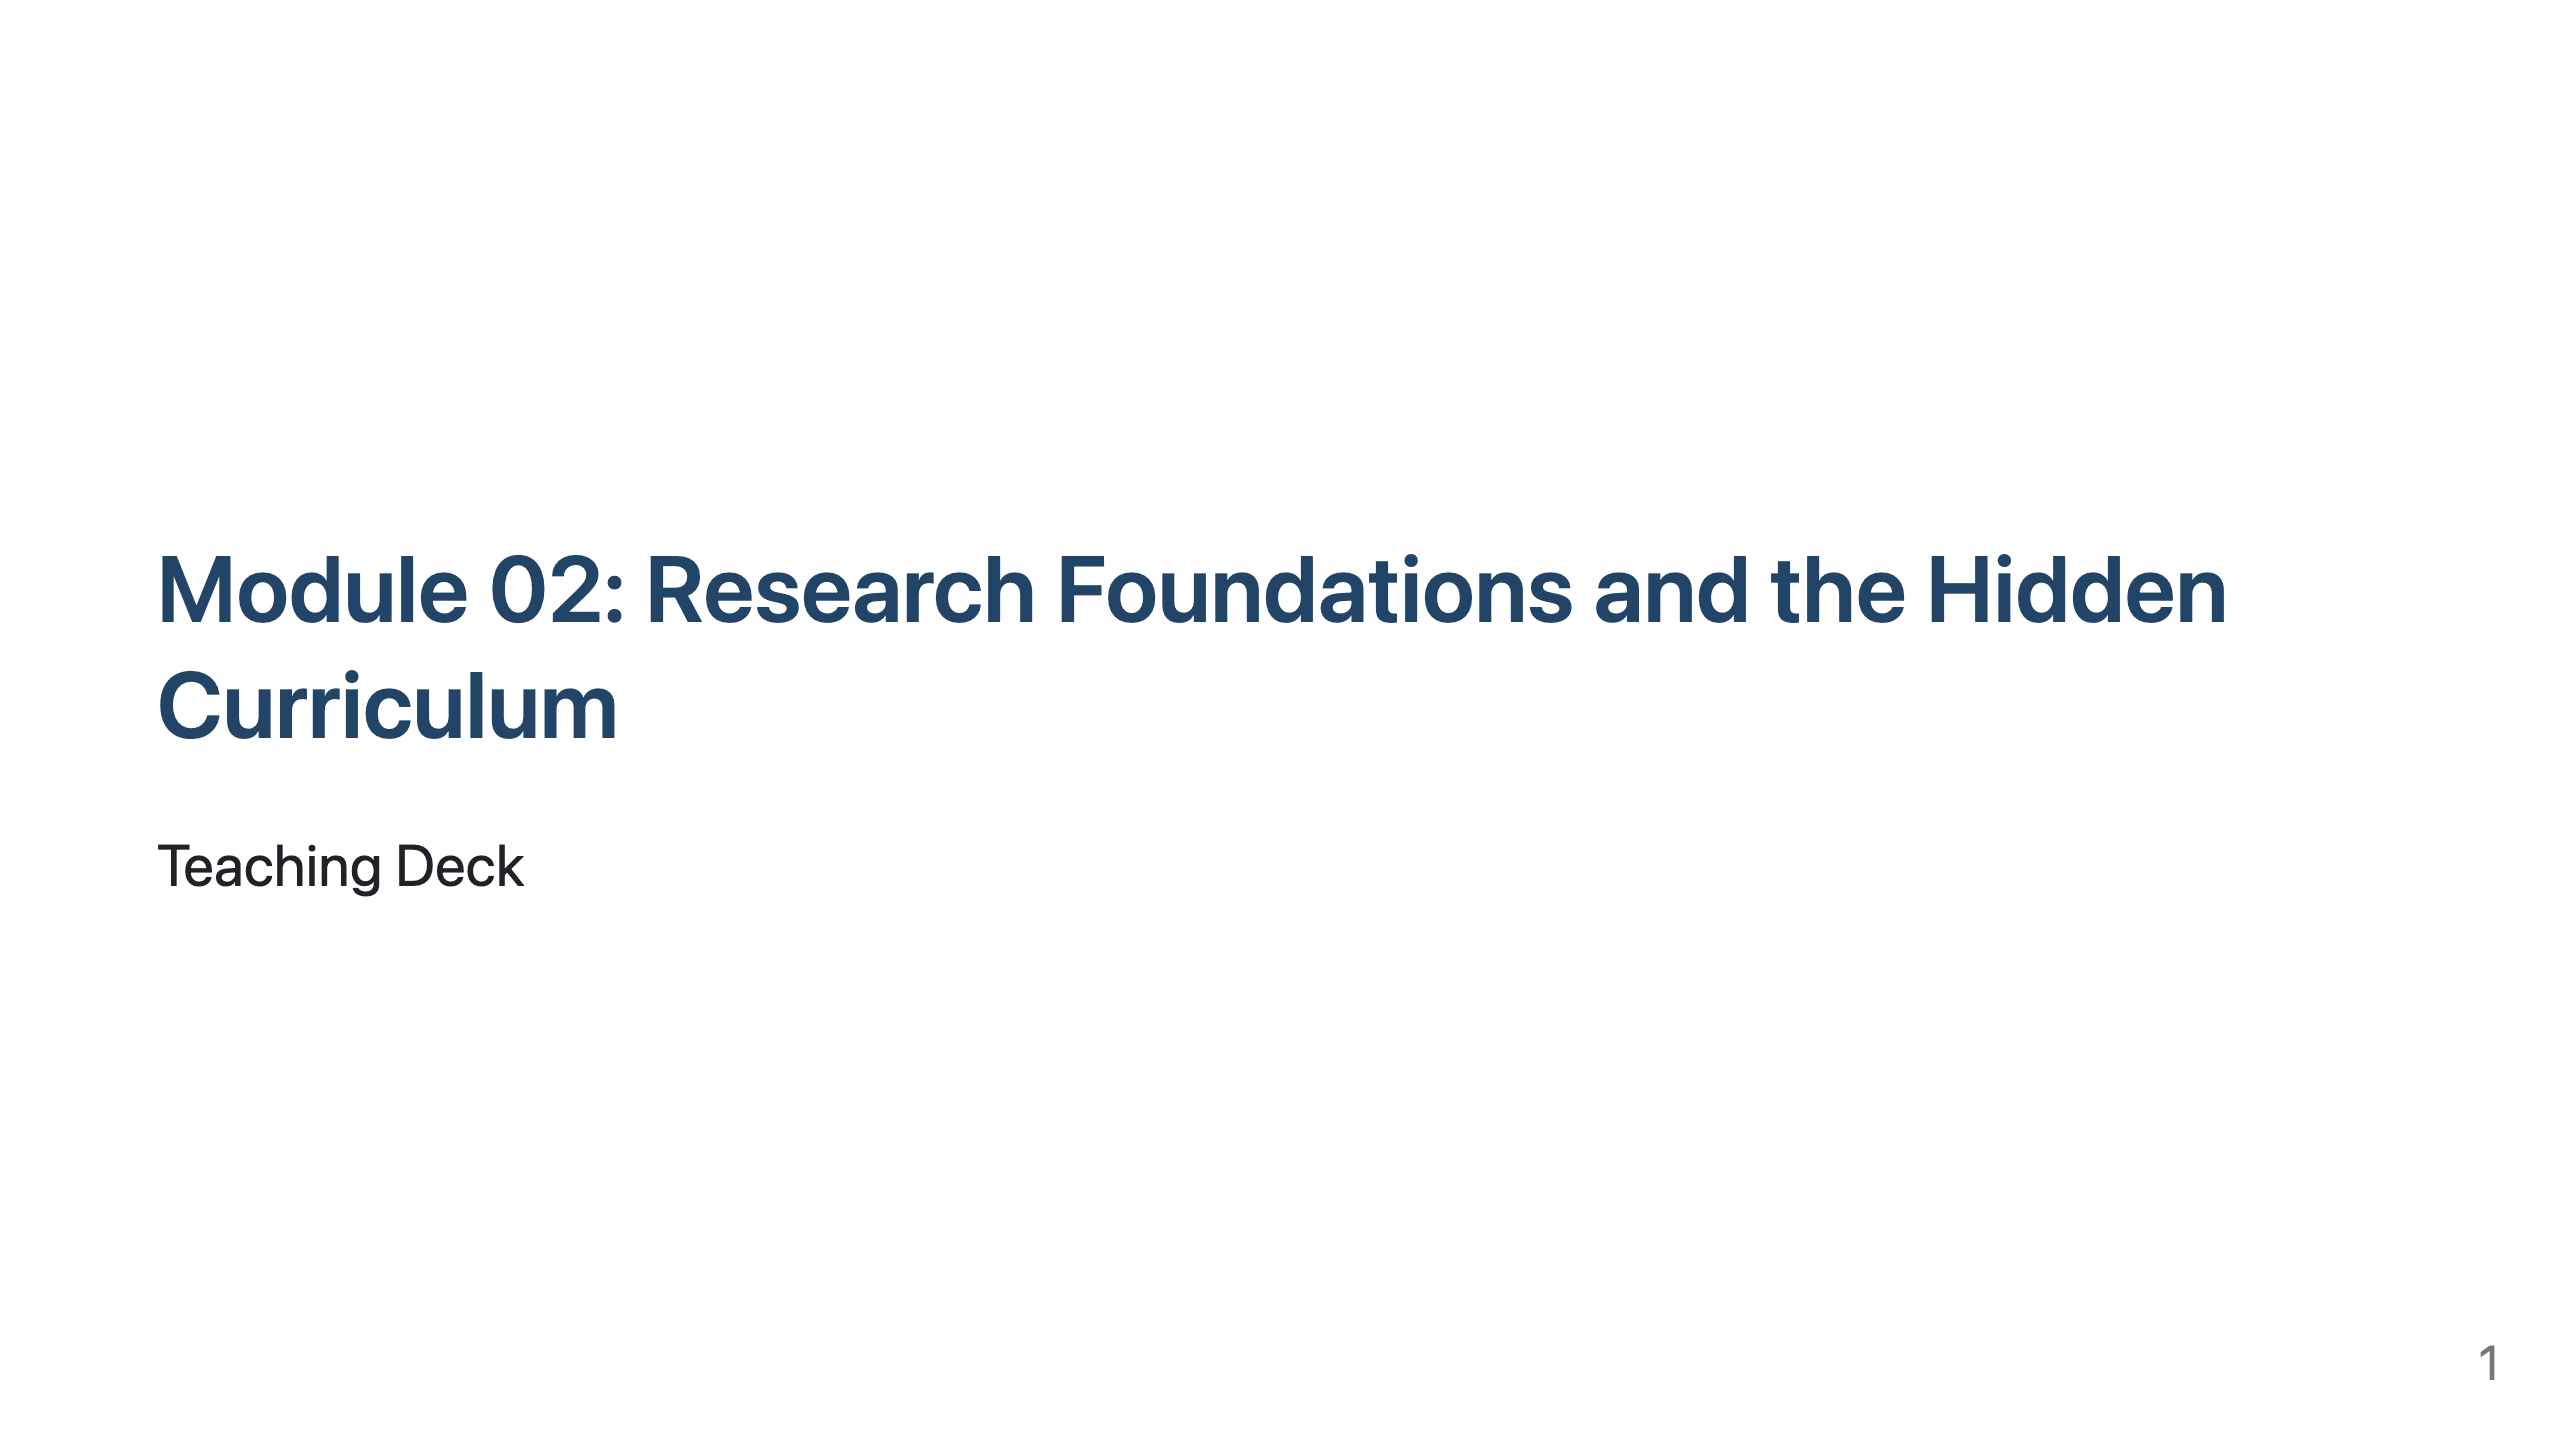 Module 02: Research Foundations and the Hidden
Curriculum
Teaching Deck
1